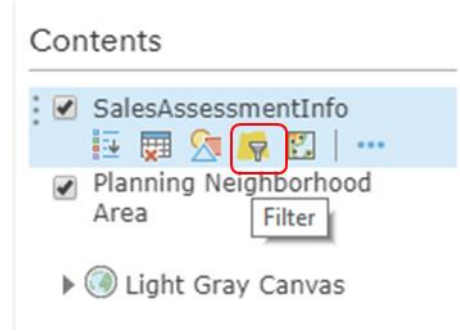 Contents
SalesAssessmentInfo
Planning Neighborhood
Area
Filter
Light Gray Canvas